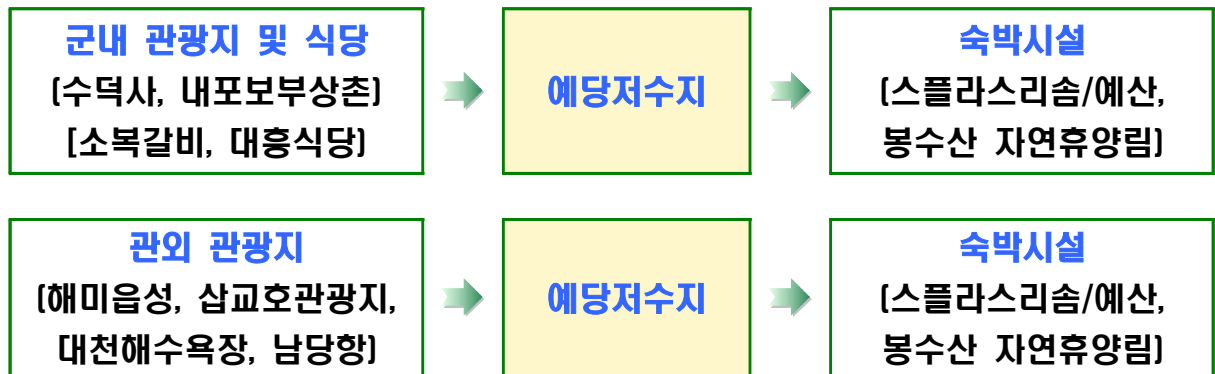 군내 관광지 및 식당
(수덕사, 내포보부상촌)
[소복갈비, 대흥식당]
예당저수지
숙박시설
(스플라스리솜/예산,
봉수산 자연휴양림)
관외 관광지
(해미읍성, 삽교호관광지,
대천해수욕장, 남당항)
예당저수지
숙박시설
(스플라스리솜/예산,
봉수산 자연휴양림)